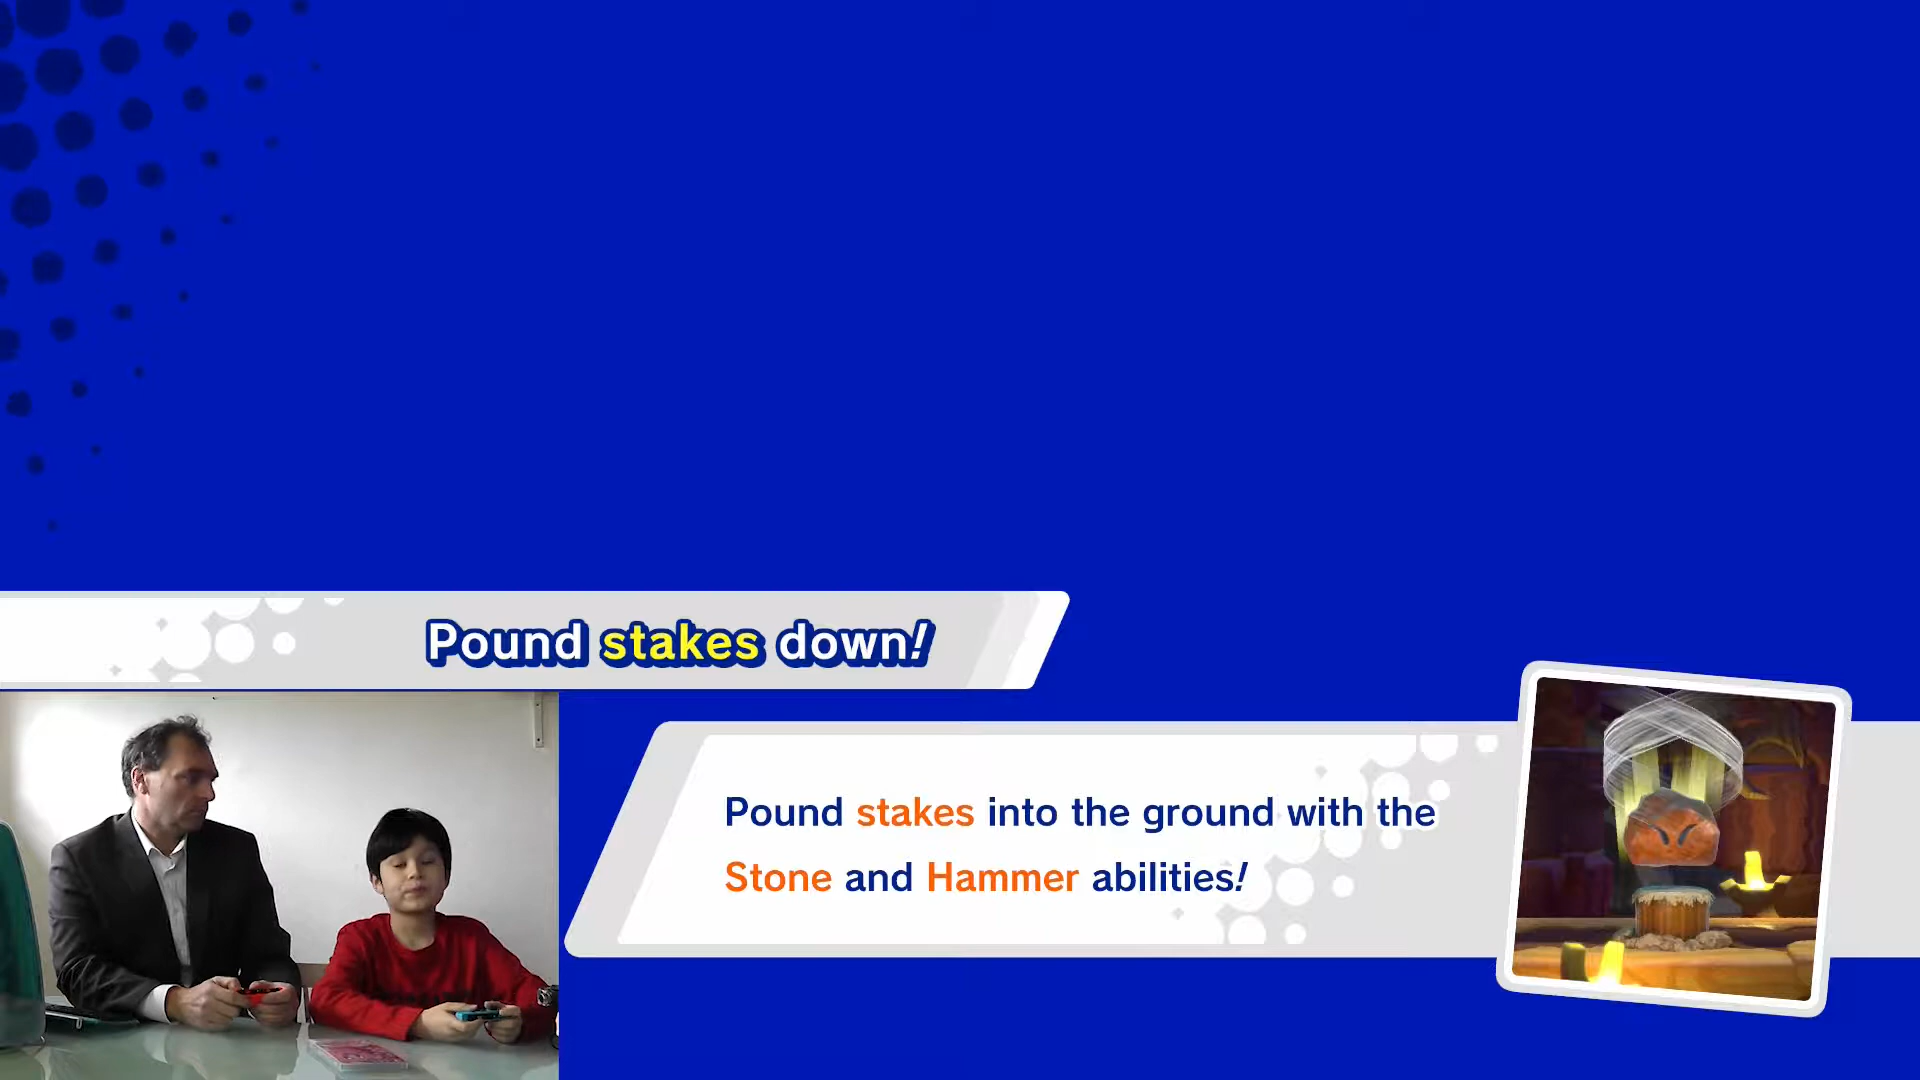 Pound stakes down!
Pound stakes into the ground with the
Stone and Hammer abilities!